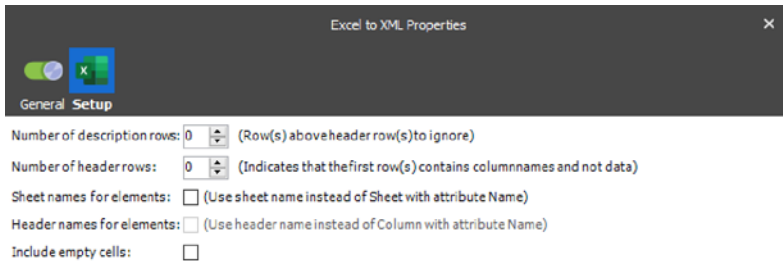 Excel to XML Properties
General Setup
Number of description rows: 0 (Row(s) above header row(s) to ignore)
Number of header rows: 0 (Indicates that the first row(s) contains columnnames and not data)
Sheet names for elements: (Use sheet name instead of Sheet with attribute Name)
Header names for elements: (Use header name instead of Column with attribute Name)
Include empty cells: